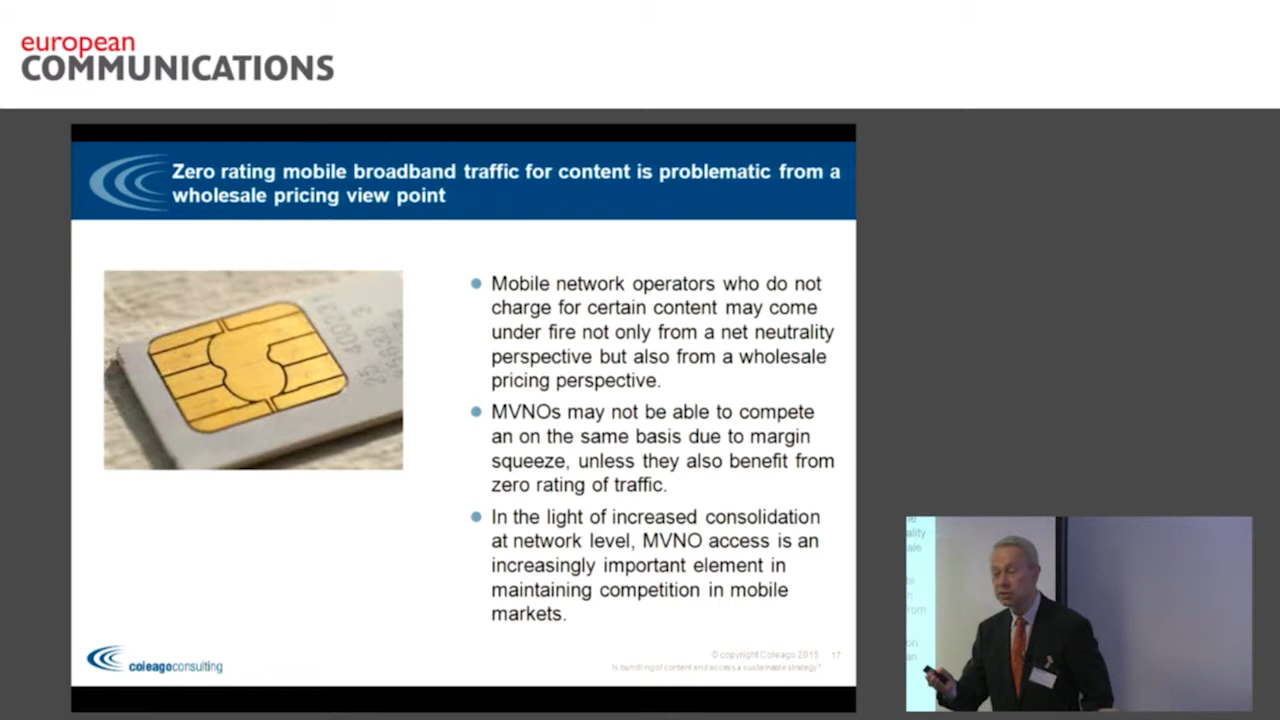 european
COMMUNICATIONS
Zero rating mobile broadband traffic for content is problematic from a
wholesale pricing view point
Mobile network operators who do not
charge for certain content may come
under fire not only from a net neutrality
perspective but also from a wholesale
pricing perspective.
MVNOs may not be able to compete
an on the same basis due to margin
squeeze, unless they also benefit from
zero rating of traffic.
In the light of increased consolidation
at network level, MVNO access is an
increasingly important element in
maintaining competition in mobile
markets.
coleagoconsulting
© copyright Coleago 2015 17
Is bundling of content and access a sustainable strategy?